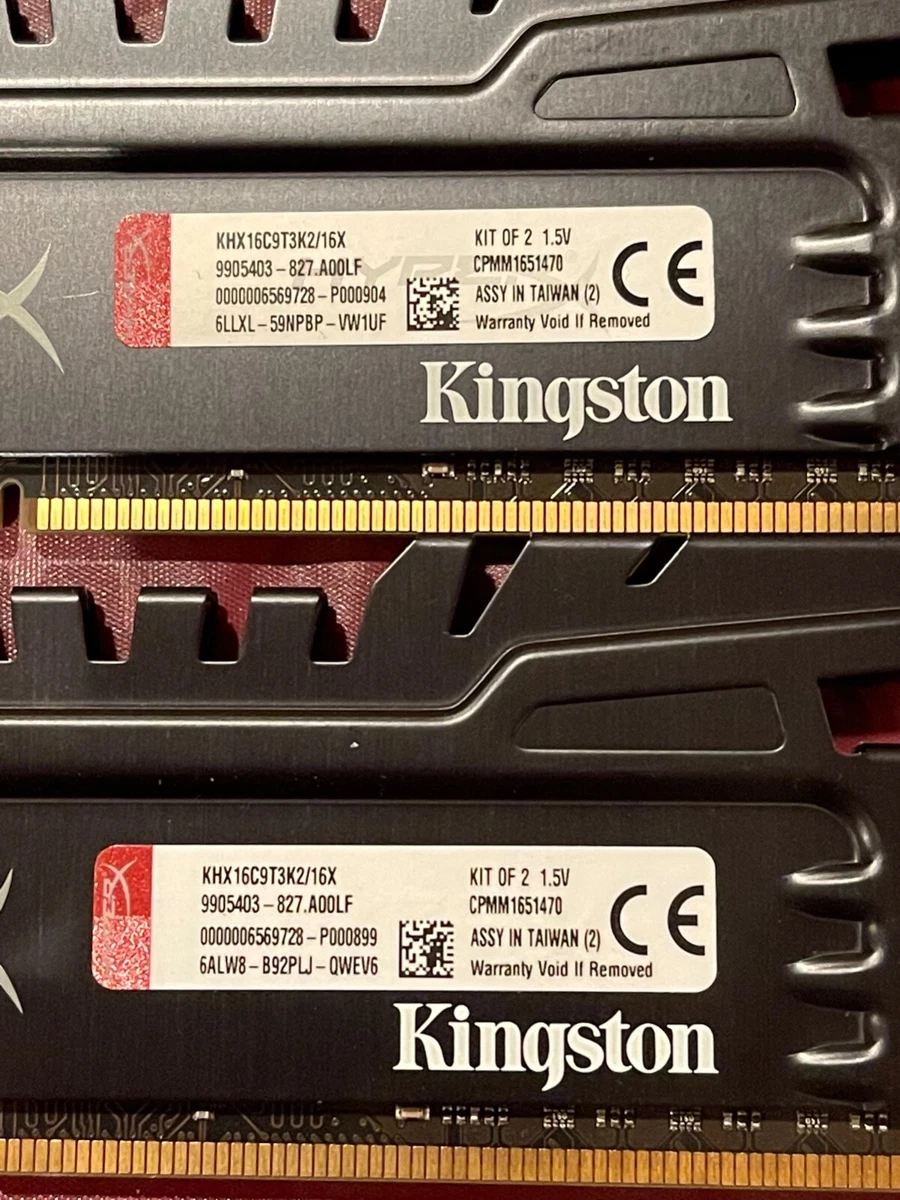 KHX16C9T3K2/16X
9905403-827.A00LF
0000006569728-P000904
6LLXL-59NPBP-VW1UF
KIT OF 2 1.5V
CPMM1651470
ASSY IN TAIWAN (2)
Warranty Void If Removed
CE
Kingston
KHX16C9T3K2/16X
9905403-827.A00LF
0000006569728-P000899
6ALW8-B92PLJ-QWEV6
KIT OF 2 1.5V
CPMM1651470
ASSY IN TAIWAN (2)
Warranty Void If Removed
CE
Kingston